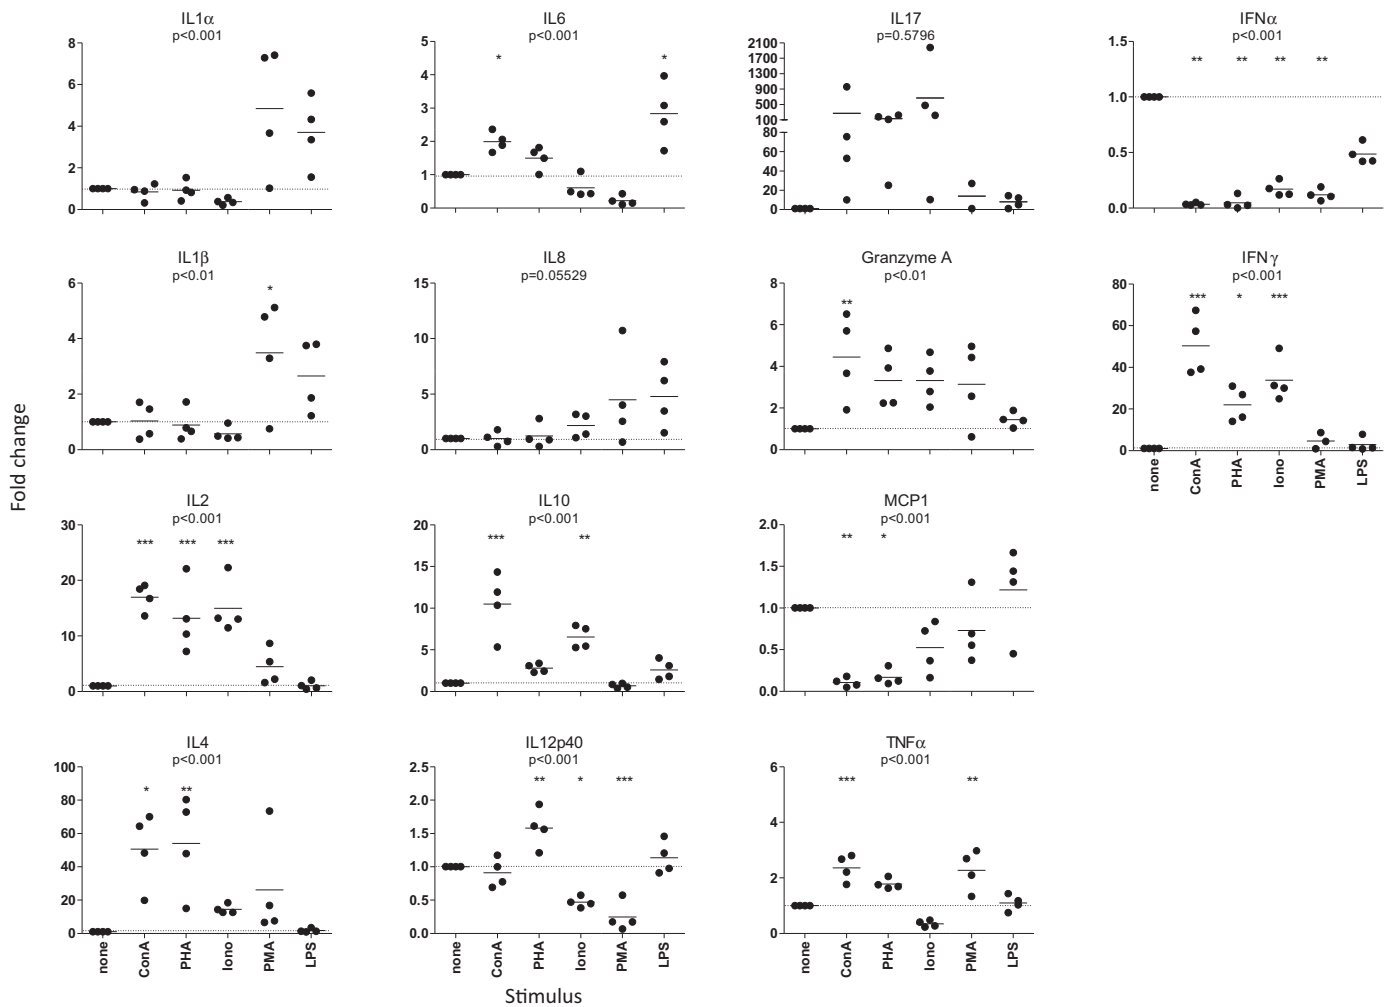 IL1α
p<0.001
8
6
4
2
0
IL6
p<0.001
5
4
3
2
1
0
*
*
IL17
p=0.5796
2100
1700
1300
900
500
100
80
60
40
20
0
IFNα
p<0.001
1.5
1.0
0.5
0.0
** ** ** **
IL1β
p<0.01
6
4
2
0
*
IL8
p=0.05529
15
10
5
0
Granzyme A
p<0.01
8
6
4
2
0
**
IFNγ
p<0.001
80
60
40
20
0
*** * ***
none ConA PHA Iono PMA LPS
Fold change
IL2
p<0.001
30
20
10
0
*** *** ***
IL10
p<0.001
20
15
10
5
0
*** **
MCP1
p<0.001
2.0
1.5
1.0
0.5
0.0
** *
IL4
p<0.001
100
80
60
40
20
0
* **
none ConA PHA Iono PMA LPS
IL12p40
p<0.001
2.5
2.0
1.5
1.0
0.5
0.0
** * ***
none ConA PHA Iono PMA LPS
TNFα
p<0.001
6
4
2
0
*** **
none ConA PHA Iono PMA LPS
Stimulus